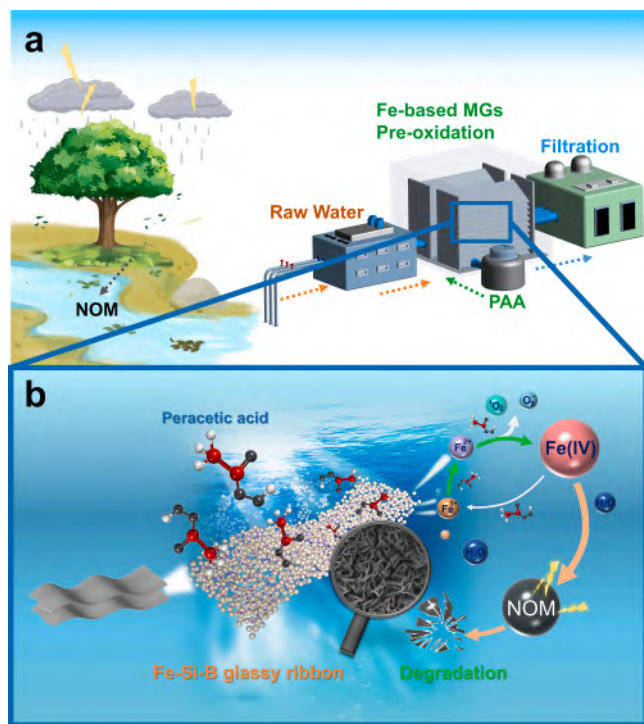 a
Fe-based MGs
Pre-oxidation
Filtration
Raw Water
NOM
PAA
b
Peracetic acid
Fe(IV)
NOM
H₂O
Fe-Si-B glassy ribbon
Degradation